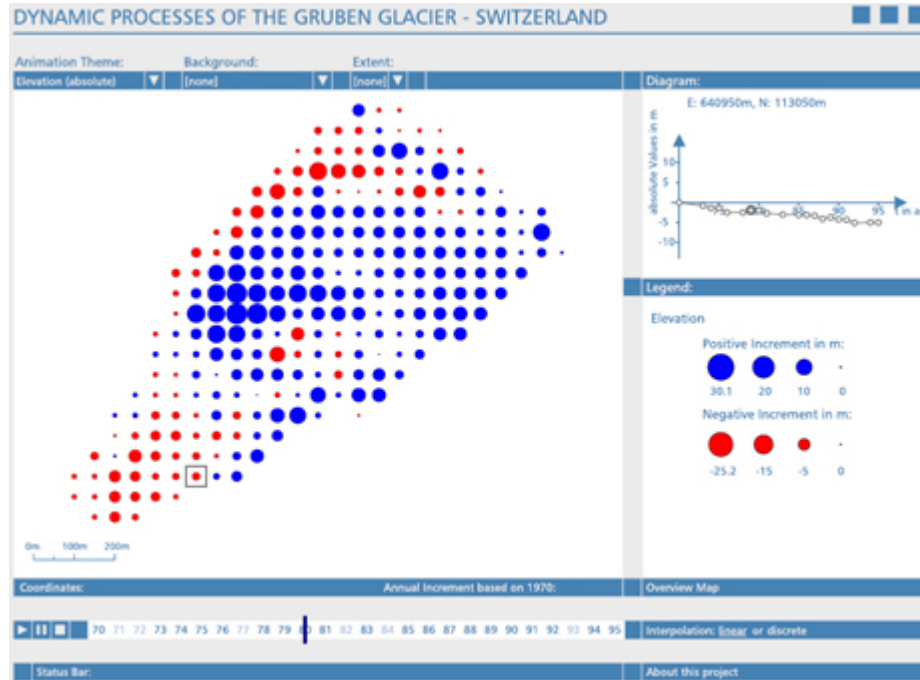 DYNAMIC PROCESSES OF THE GRUBEN GLACIER - SWITZERLAND
Animation Theme: Background: Extent:
Elevation (absolute) [none] [none]
Diagram:
E: 640950m, N: 113050m
absolute Values in m
10
5
-5
-10
85 90 95 t in a
Legend:
Elevation
Positive Increment in m:
30.1 20 10 0
Negative Increment in m:
-25.2 -15 -5 0
0m 100m 200m
Coordinates: Annual Increment based on 1970: Overview Map
70 71 72 73 74 75 76 77 78 79 80 81 82 83 84 85 86 87 88 89 90 91 92 93 94 95 Interpolation: linear or discrete
Status Bar: About this project